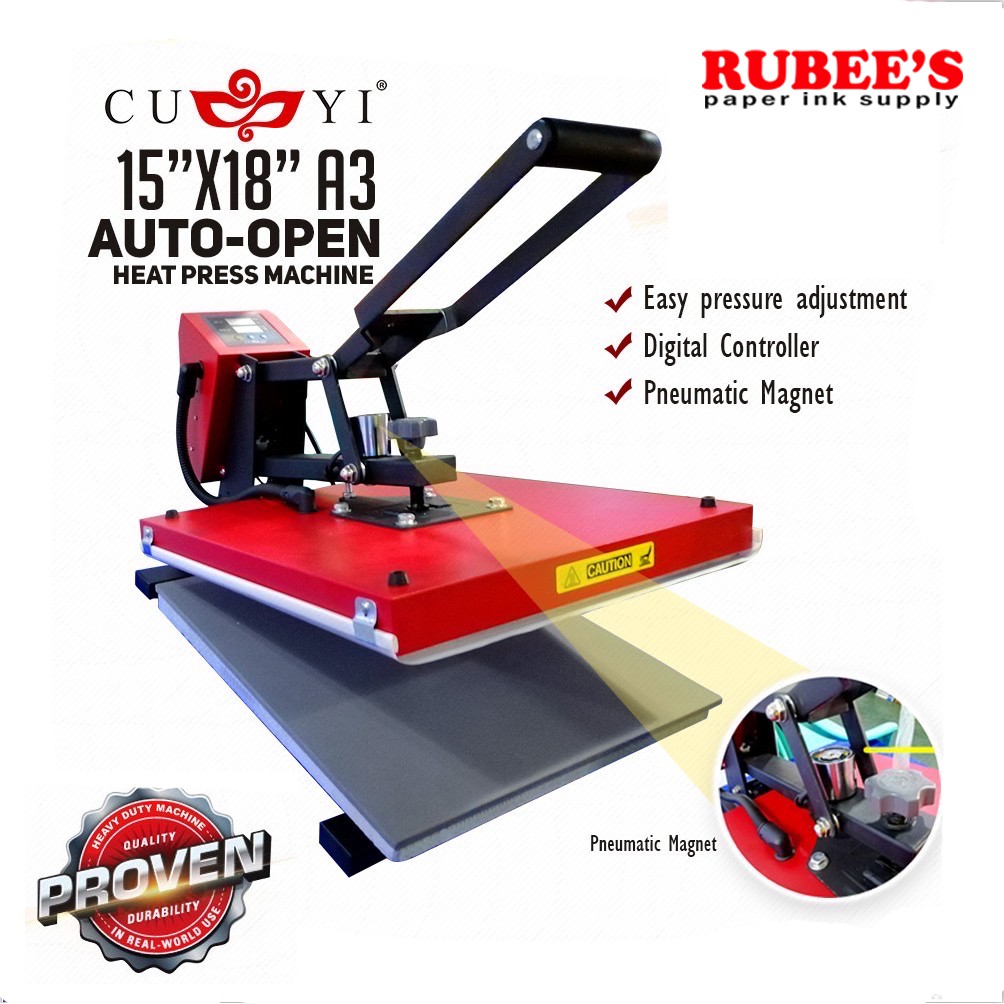 CUYI®
15”X18” A3
AUTO-OPEN
HEAT PRESS MACHINE
RUBEE’S
paper ink supply
Easy pressure adjustment
Digital Controller
Pneumatic Magnet
CAUTION
Pneumatic Magnet
HEAVY DUTY MACHINE
QUALITY
PROVEN
DURABILITY
IN REAL-WORLD USE